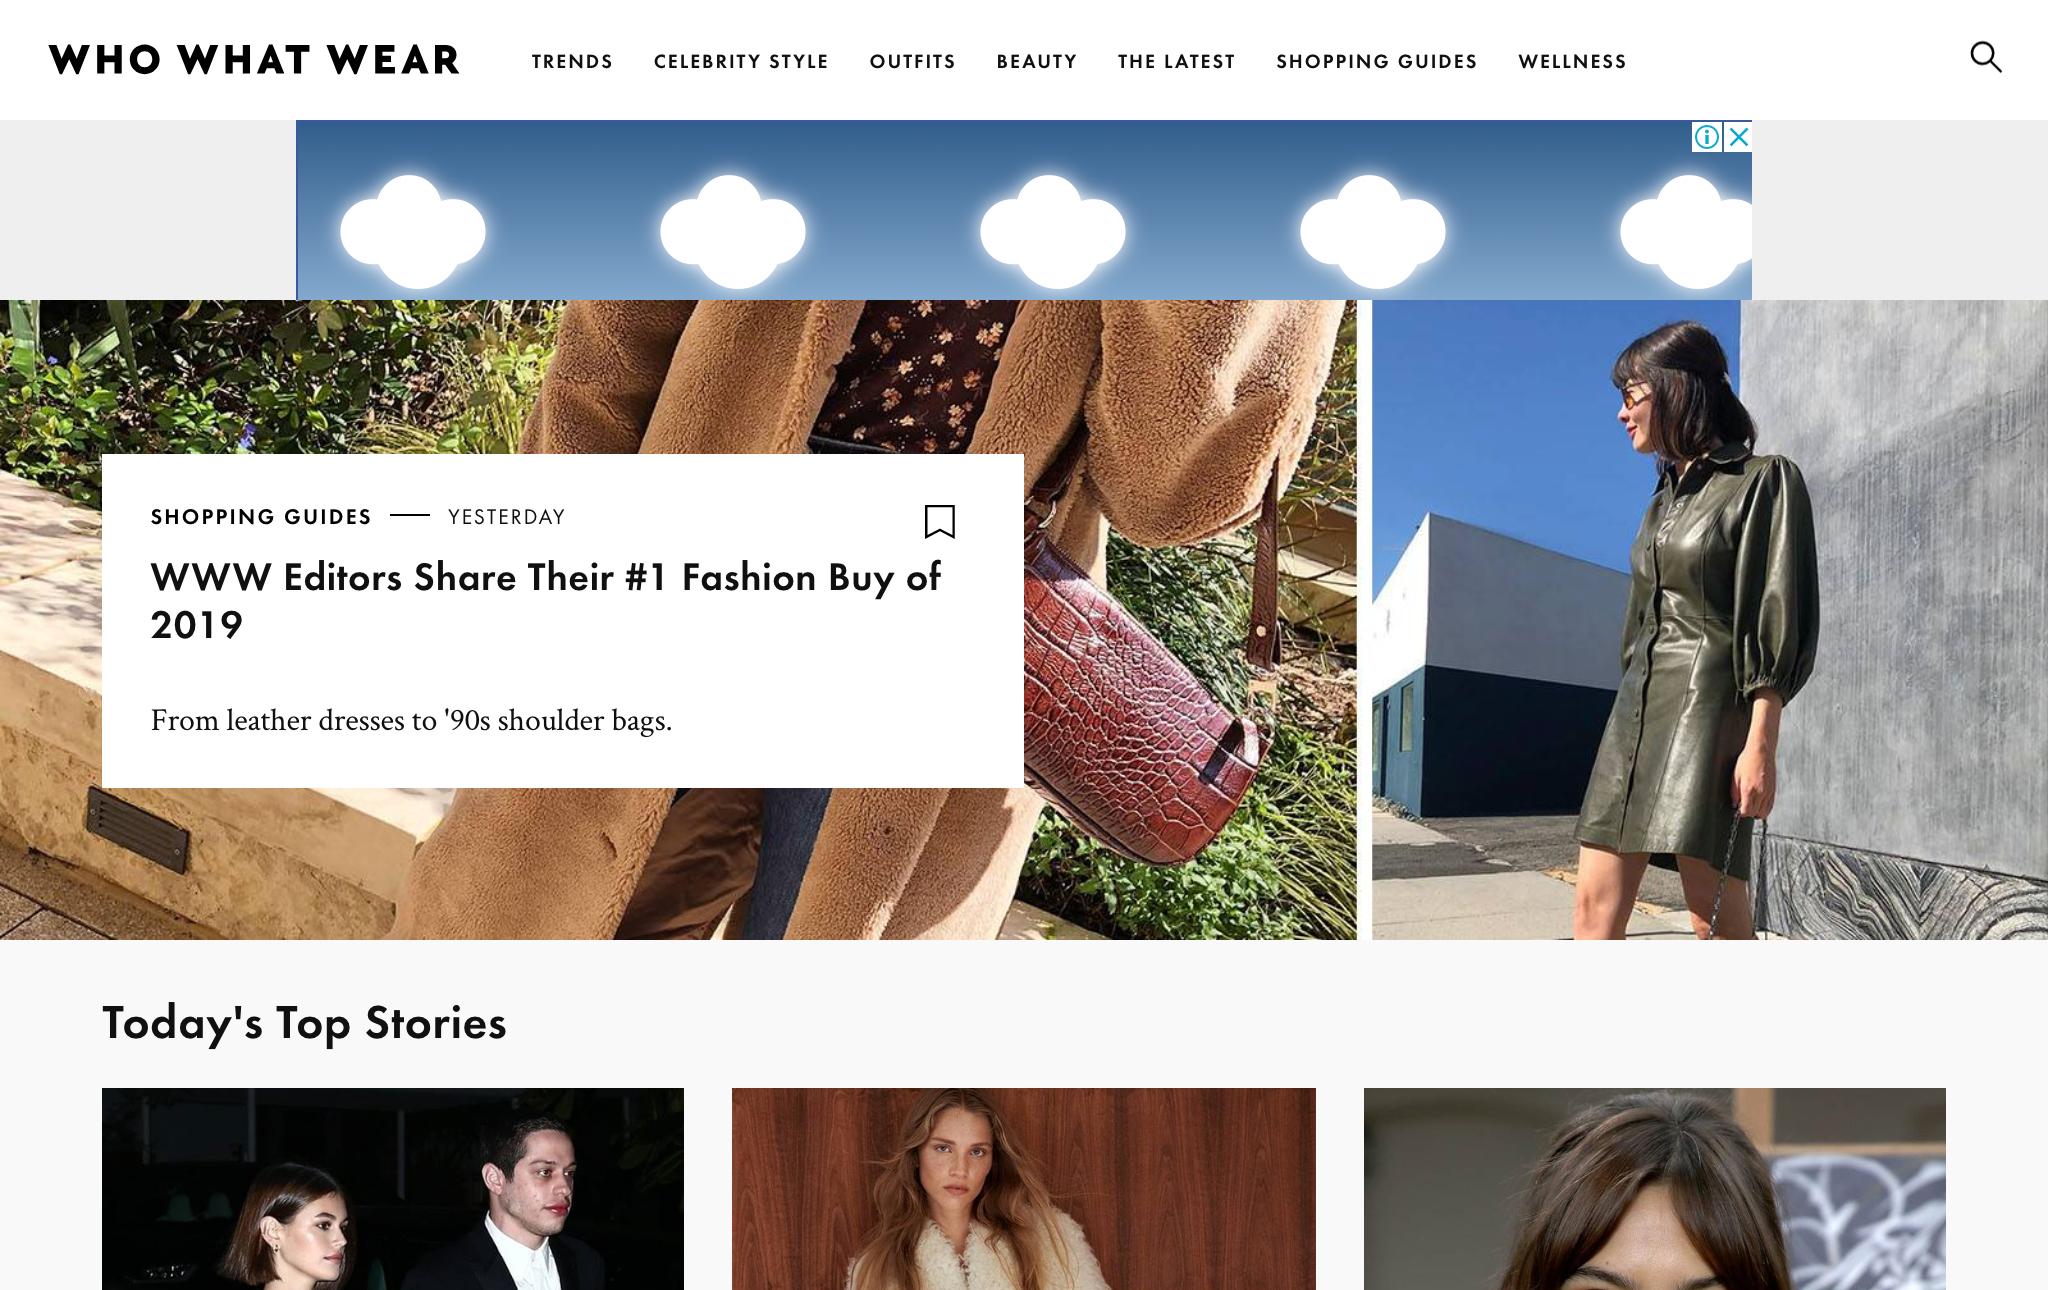 WHO WHAT WEAR
TRENDS CELEBRITY STYLE OUTFITS BEAUTY THE LATEST SHOPPING GUIDES WELLNESS
SHOPPING GUIDES — YESTERDAY
WWW Editors Share Their #1 Fashion Buy of
2019
From leather dresses to '90s shoulder bags.
Today's Top Stories